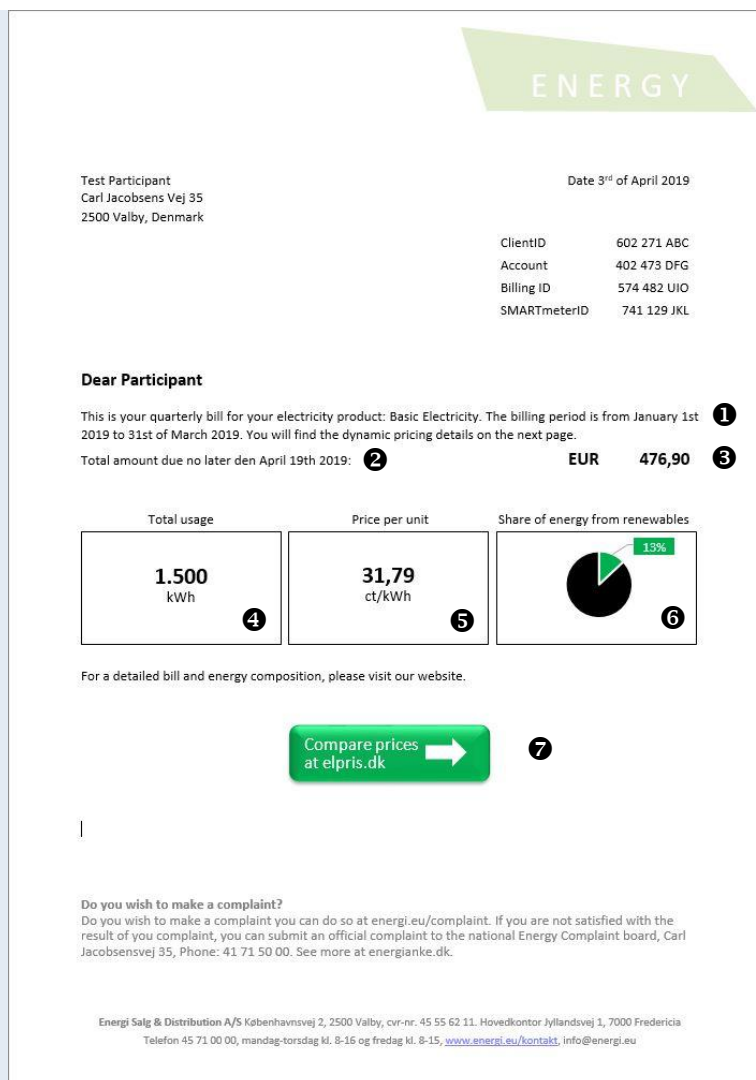 ENERGY
Test Participant
Date 3rd of April 2019
Carl Jacobsens Vej 35
2500 Valby, Denmark
ClientID 602 271 ABC
Account 402 473 DFG
Billing ID 574 482 UIO
SMARTmeterID 741 129 JKL
Dear Participant
This is your quarterly bill for your electricity product: Basic Electricity. The billing period is from January 1st ❶
2019 to 31st of March 2019. You will find the dynamic pricing details on the next page.
Total amount due no later den April 19th 2019: ❷ EUR 476,90 ❸
Total usage Price per unit Share of energy from renewables
13%
1.500 31,79
kWh ct/kWh
❹ ❺ ❻
For a detailed bill and energy composition, please visit our website.
Compare prices
at elpris.dk
❼
Do you wish to make a complaint?
Do you wish to make a complaint you can do so at energi.eu/complaint. If you are not satisfied with the
result of you complaint, you can submit an official complaint to the national Energy Complaint board, Carl
Jacobsensvej 35, Phone: 41 71 50 00. See more at energianke.dk.
Energi Salg & Distribution A/S Københavnsvej 2, 2500 Valby, cvr-nr. 45 55 62 11. Hovedkontor Jyllandsvej 1, 7000 Fredericia
Telefon 45 71 00 00, mandag-torsdag kl. 8-16 og fredag kl. 8-15, www.energi.eu/kontakt, info@energi.eu